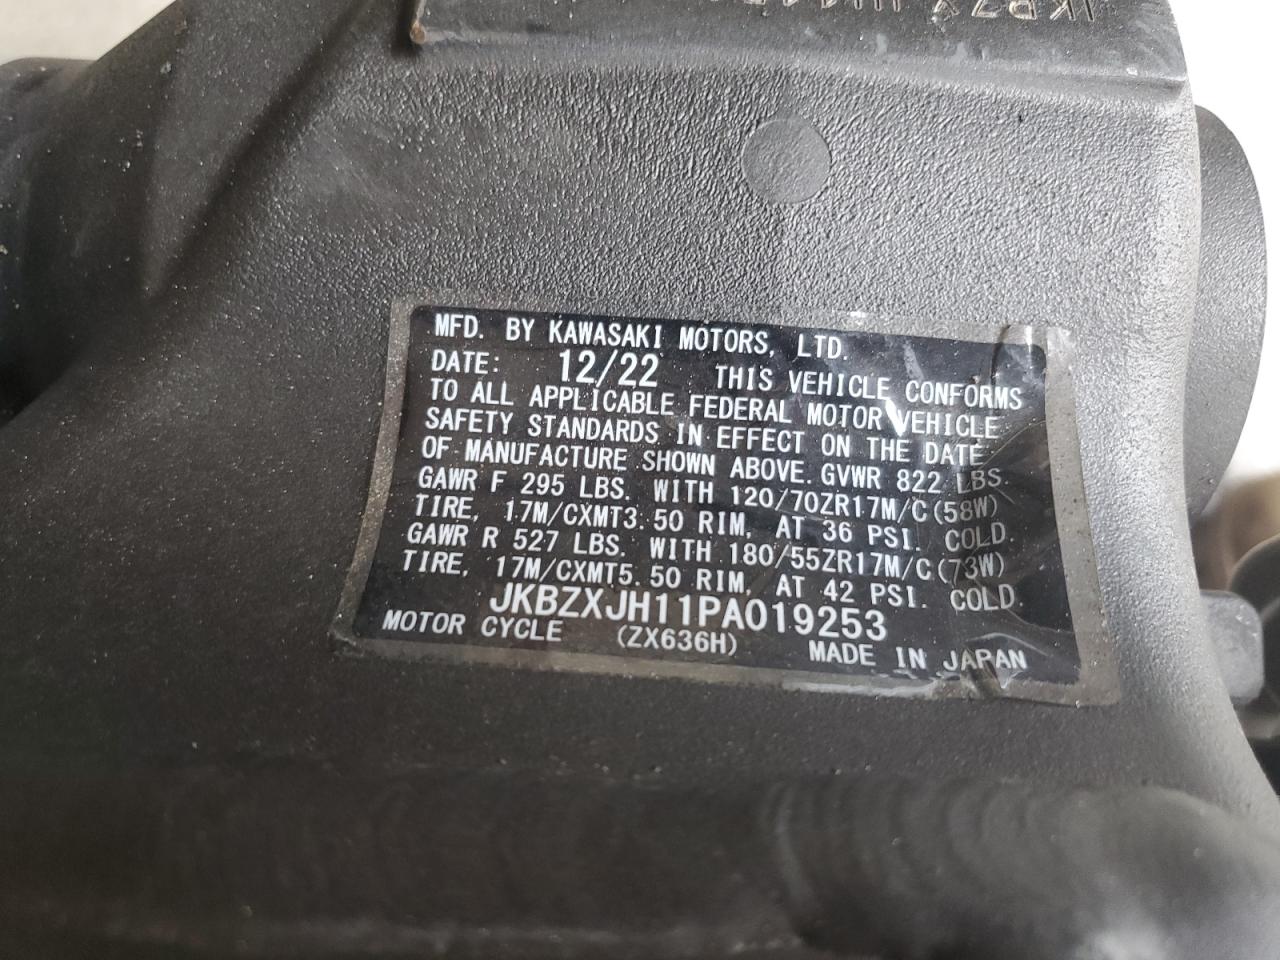 MFD. BY KAWASAKI MOTORS, LTD.
DATE: 12/22 THIS VEHICLE CONFORMS
TO ALL APPLICABLE FEDERAL MOTOR VEHICLE
SAFETY STANDARDS IN EFFECT ON THE DATE
OF MANUFACTURE SHOWN ABOVE. GVWR 822 LBS.
GAWR F 295 LBS. WITH 120/70ZR17M/C(58W)
TIRE, 17M/CXMT3.50 RIM, AT 36 PSI. COLD.
GAWR R 527 LBS. WITH 180/55ZR17M/C(73W)
TIRE, 17M/CXMT5.50 RIM, AT 42 PSI. COLD.
JKBZXJH11PA019253
MOTOR CYCLE (ZX636H) MADE IN JAPAN